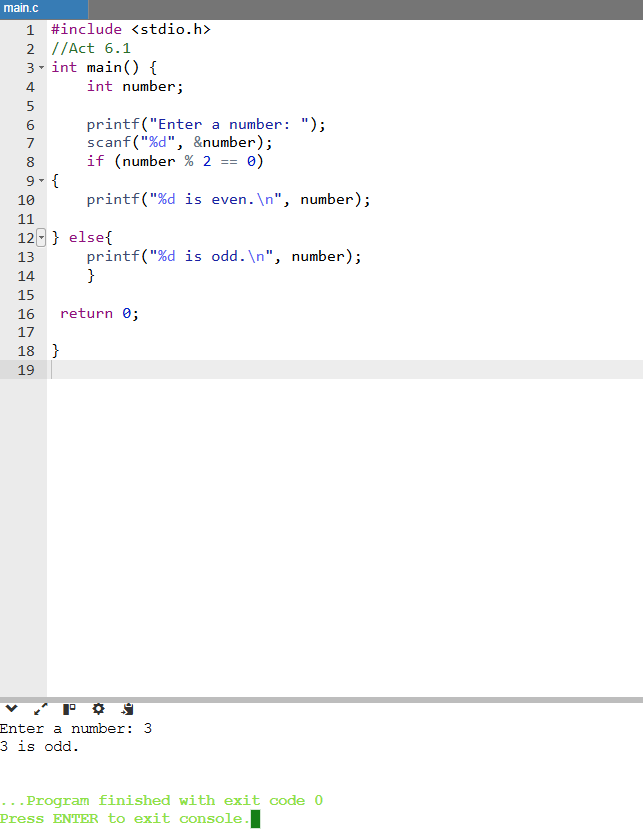 main.c
1 #include <stdio.h>
2 //Act 6.1
3 int main() {
4     int number;
5
6     printf("Enter a number: ");
7     scanf("%d", &number);
8     if (number % 2 == 0)
9 {
10     printf("%d is even.\n", number);
11
12 } else{
13     printf("%d is odd.\n", number);
14     }
15
16  return 0;
17
18 }
19
Enter a number: 3
3 is odd.
...Program finished with exit code 0
Press ENTER to exit console.